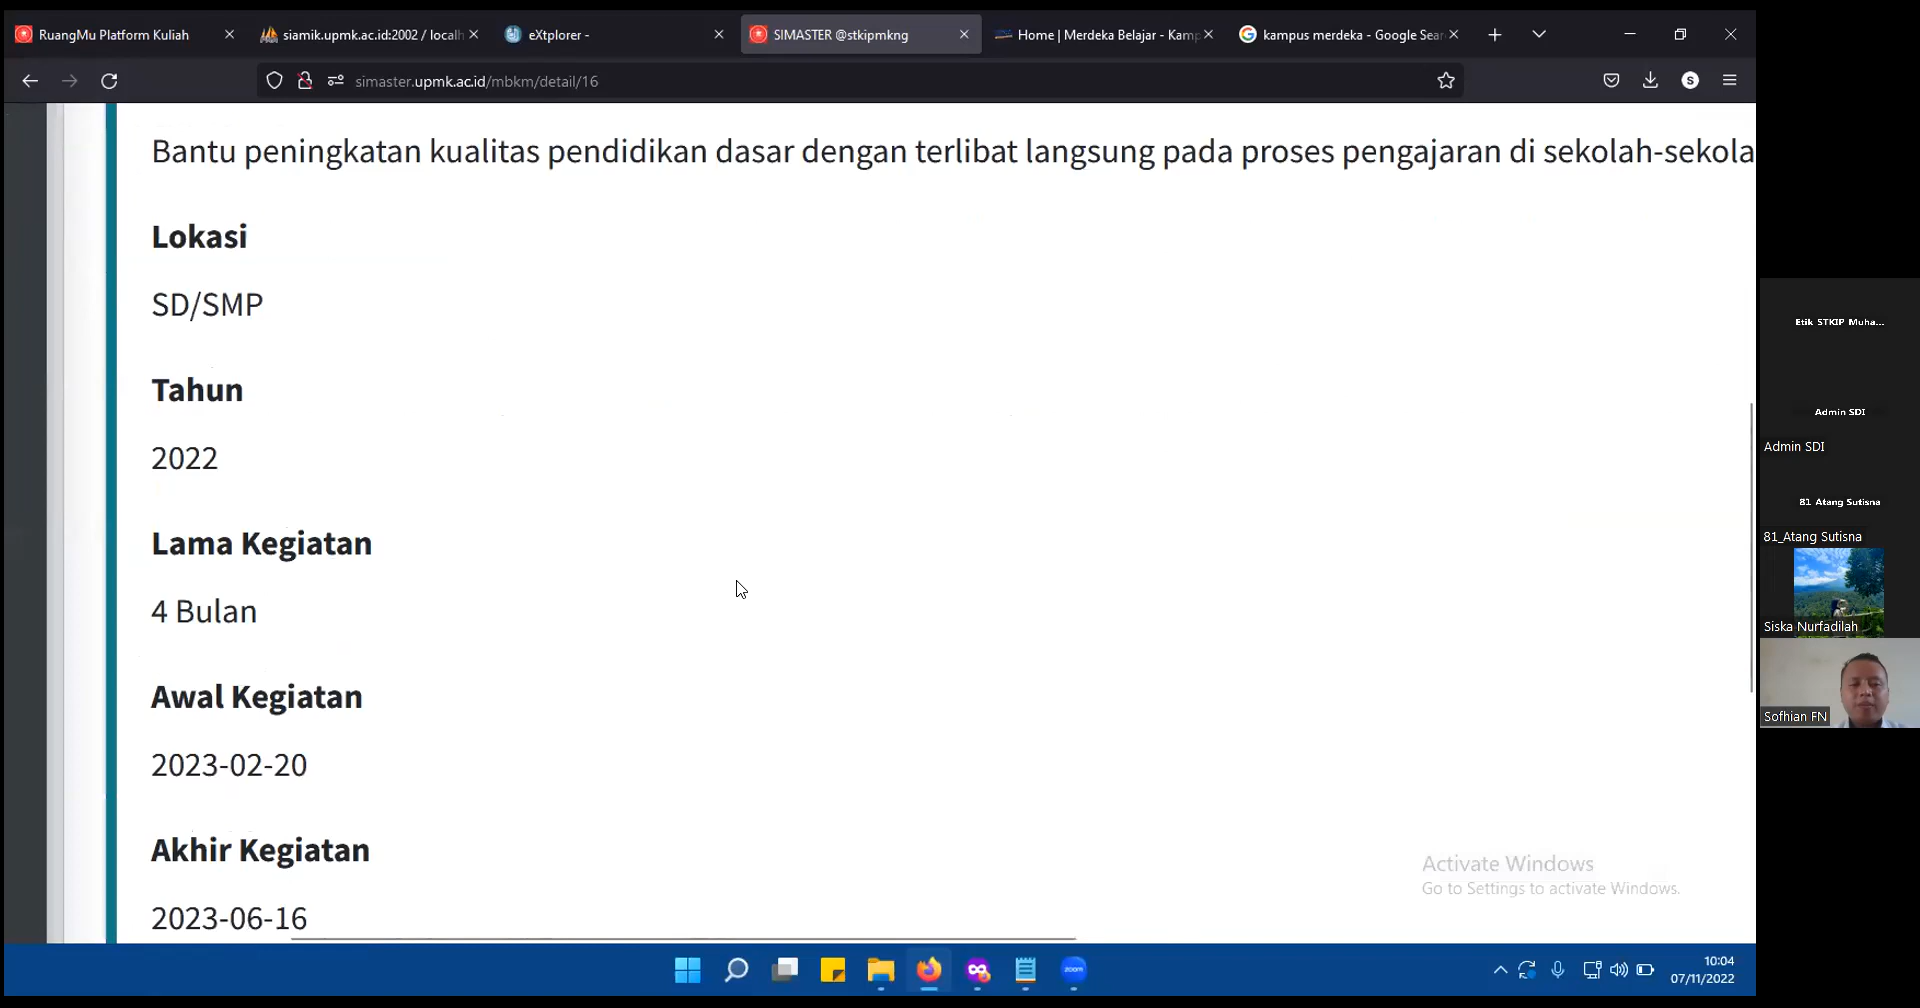 RuangMu Platform Kuliah
siamik.upmk.ac.id:2002 / localh
eXtplorer -
SIMASTER @stkipmkng
Home | Merdeka Belajar - Kamp
kampus merdeka - Google Sear
simaster.upmk.ac.id/mbkm/detail/16
S
Bantu peningkatan kualitas pendidikan dasar dengan terlibat langsung pada proses pengajaran di sekolah-sekola
Lokasi
SD/SMP
Tahun
2022
Lama Kegiatan
4 Bulan
Awal Kegiatan
2023-02-20
Akhir Kegiatan
2023-06-16
Activate Windows
Go to Settings to activate Windows.
Etik STKIP Muha...
Admin SDI
Admin SDI
81 Atang Sutisna
81_Atang Sutisna
Siska Nurfadilah
Sofhian FN
zoom
10:04
07/11/2022